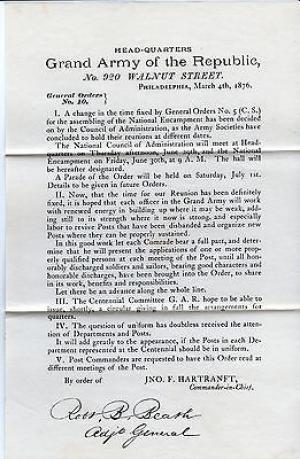 HEAD-QUARTERS
Grand Army of the Republic,
No. 920 WALNUT STREET.
PHILADELPHIA, March 4th, 1876.
General Orders
No. 10.
I. A change in the time fixed by General Orders No. 5 (C. S.)
for the assembling of the National Encampment has been decided
on by the Council of Administration, as the Army Societies have
concluded to hold their reunions at different dates.
The National Council of Administration will meet at Head-
quarters on Thursday afternoon, June 29th, and the National
Encampment on Friday, June 30th, at 9 A. M. The hall will
be hereafter designated.
A Parade of the Order will be held on Saturday, July 1st.
Details to be given in future Orders.
II. Now, that the time for our Reunion has been definitely
fixed, it is hoped that each officer in the Grand Army will work
with renewed energy in building up where it may be weak, add-
ing still to its strength where it now is strong, and especially
labor to revive Posts that have been disbanded and organize new
Posts where they can be properly sustained.
In this good work let each Comrade bear a full part, and deter-
mine that he will present the applications of one or more prop-
erly qualified persons at each meeting of the Post, until all hon-
orably discharged soldiers and sailors, bearing good characters and
honorable discharges, have been brought into the Order, to share
in its work, benefits and responsibilities.
Let there be an advance along the whole line.
III. The Centennial Committee G. A. R. hope to be able to
issue, shortly, a circular giving in full the arrangements for
quarters.
IV. The question of uniform has doubtless received the atten-
tion of Departments and Posts.
It will add greatly to the appearance, if the Posts in each De-
partment represented at the Centennial should be in uniform.
V. Post Commanders are requested to have this Order read at
different meetings of the Post.
By order of JNO. F. HARTRANFT,
Commander-in-Chief.
Robt B. Beath
Adjt General